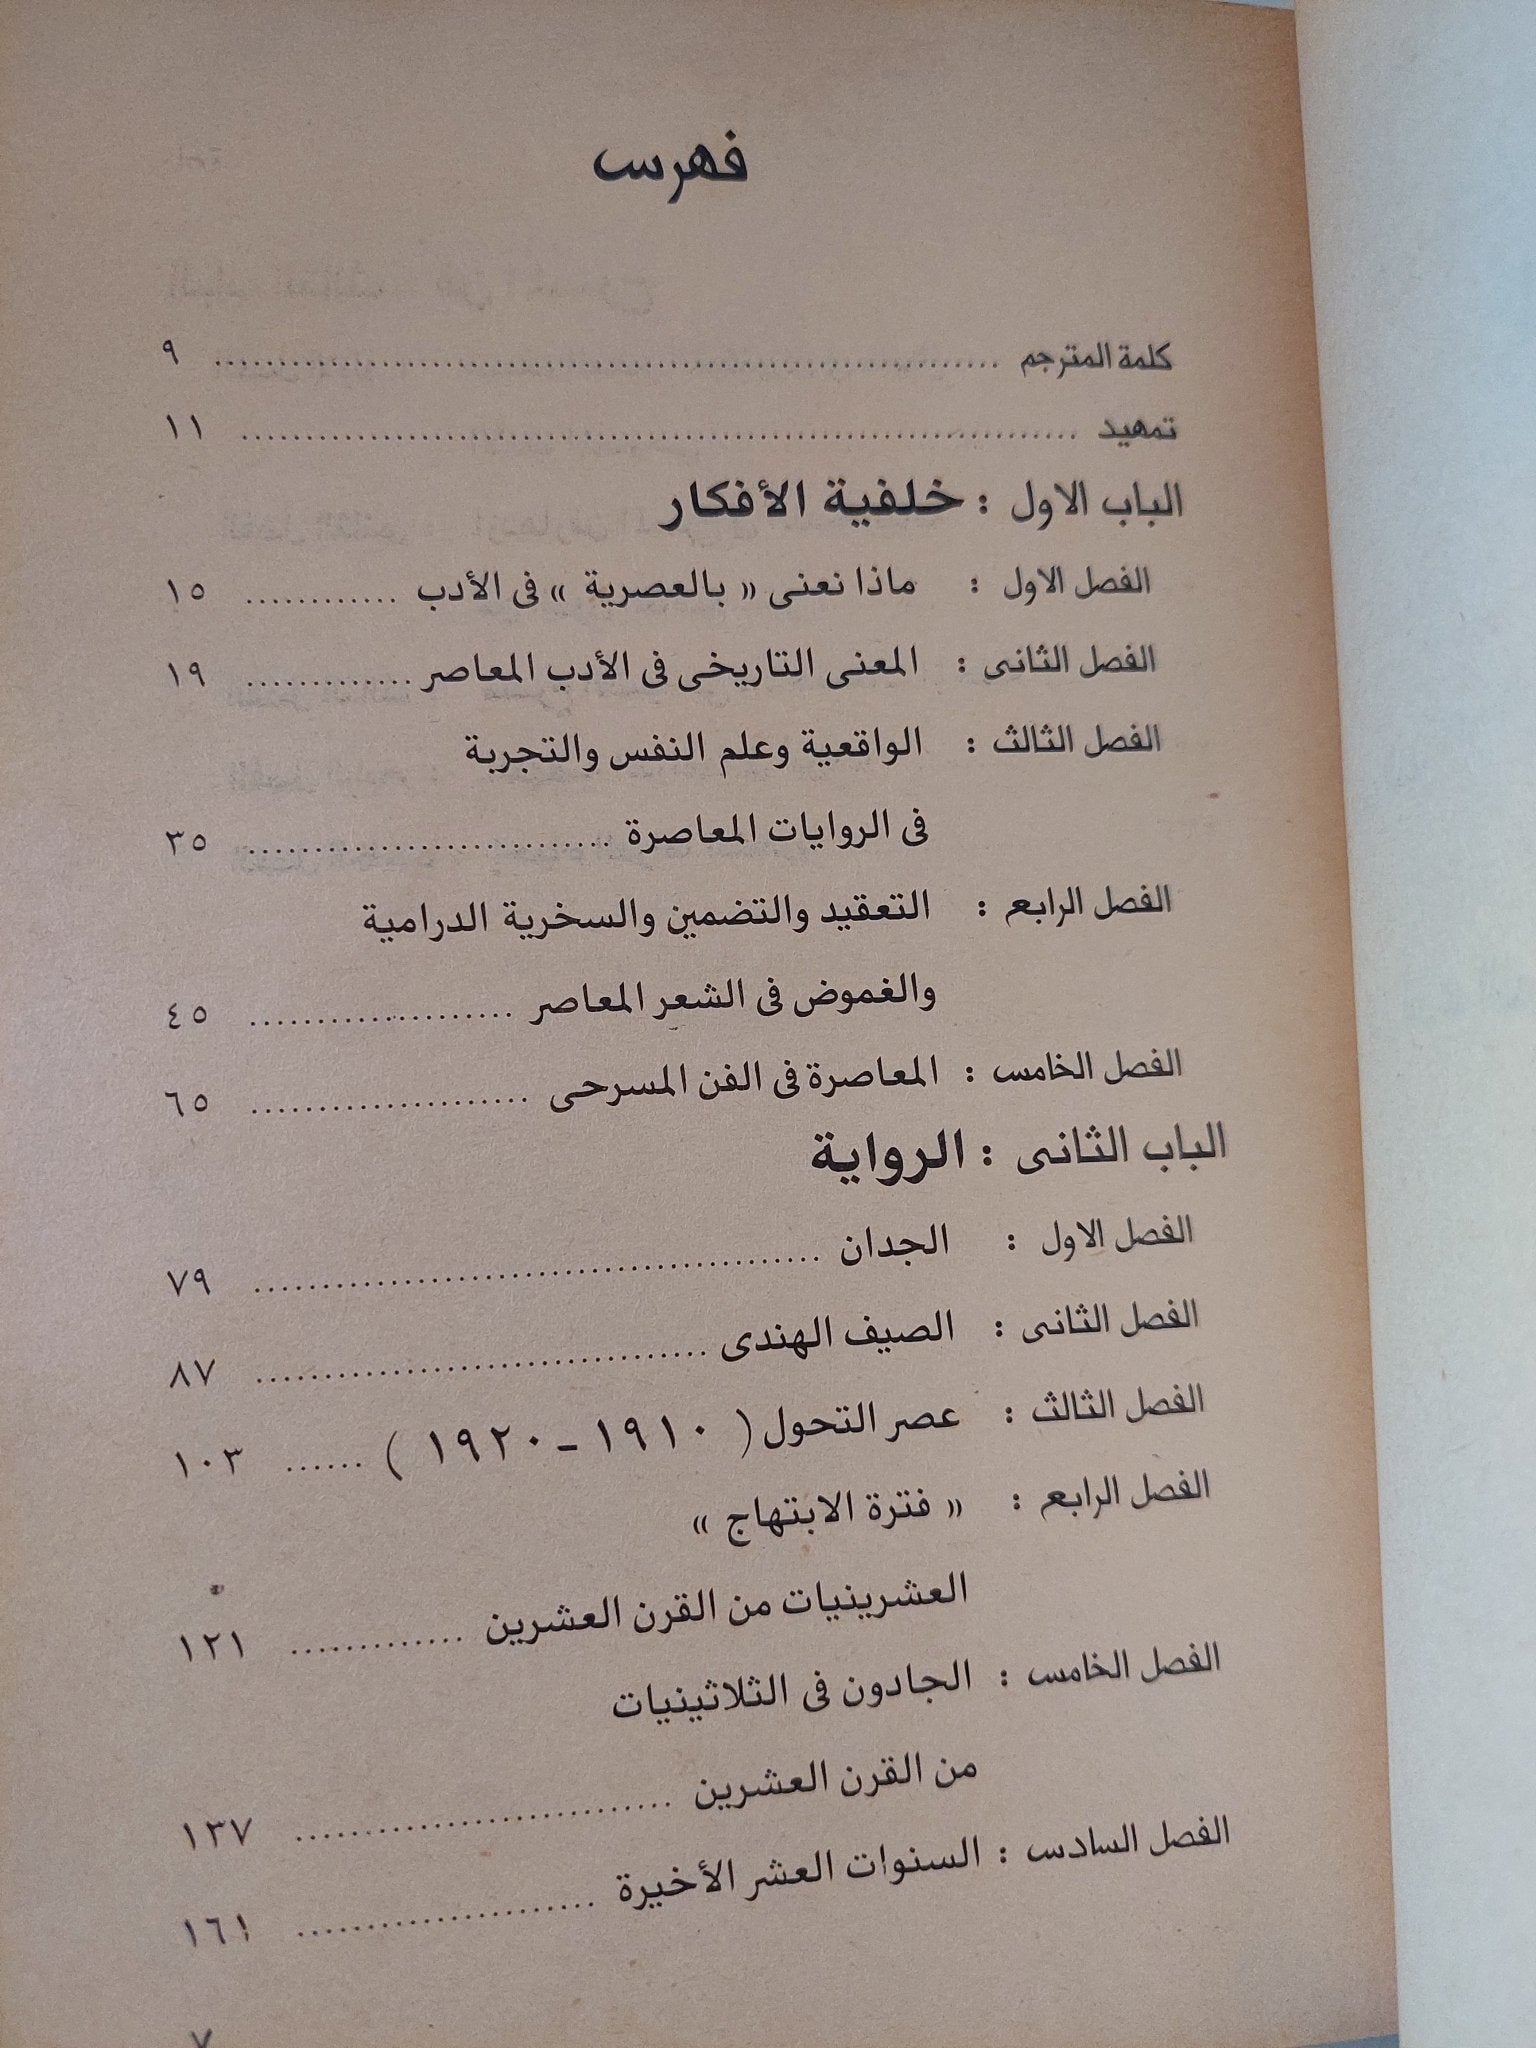 فهرس
كلمة المترجم ........................................ ٩
تمهيد ........................................ ١١
الباب الاول : خلفية الأفكار
الفصل الاول : ماذا نعنى « بالعصرية » فى الأدب ............ ١٥
الفصل الثانى : المعنى التاريخى فى الأدب المعاصر ............ ١٩
الفصل الثالث : الواقعية وعلم النفس والتجربة
فى الروايات المعاصرة ........................ ٣٥
الفصل الرابع : التعقيد والتضمين والسخرية الدرامية
والغموض فى الشعر المعاصر .................... ٤٥
الفصل الخامس : المعاصرة فى الفن المسرحى .................... ٦٥
الباب الثانى : الرواية
الفصل الاول : الجدان ........................................ ٧٩
الفصل الثانى : الصيف الهندى ................................ ٨٧
الفصل الثالث : عصر التحول ( ١٩١٠ - ١٩٢٠ ) ...... ١٠٣
الفصل الرابع : « فترة الابتهاج »
العشرينيات من القرن العشرين ............. ١٢١
الفصل الخامس : الجادون فى الثلاثينيات
من القرن العشرين ............................ ١٣٧
الفصل السادس : السنوات العشر الأخيرة ...................... ١٦١
٧